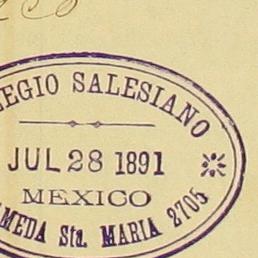 EGIO SALESIANO
JUL 28 1891
MEXICO
MEDA Sta. MARIA 2705